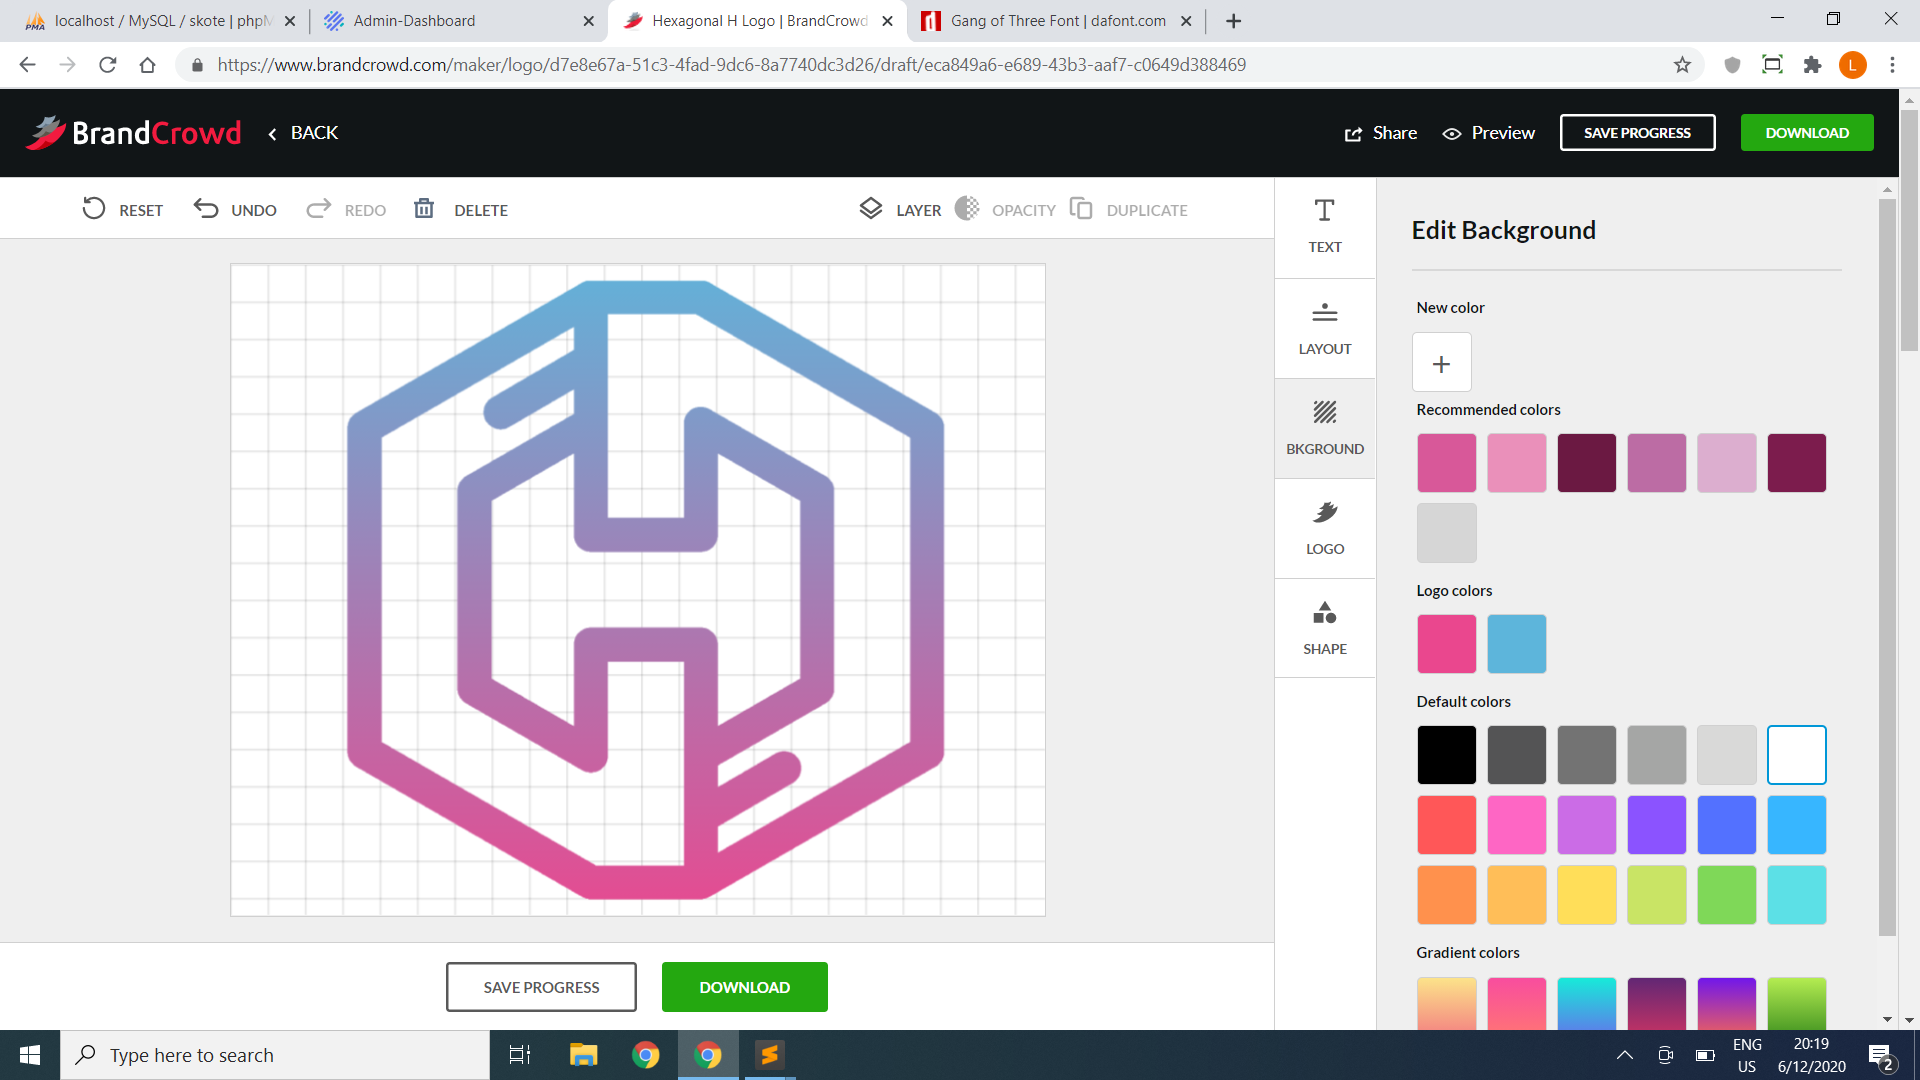 localhost / MySQL / skote | phpM
Admin-Dashboard
Hexagonal H Logo | BrandCrowd
Gang of Three Font | dafont.com
https://www.brandcrowd.com/maker/logo/d7e8e67a-51c3-4fad-9dc6-8a7740dc3d26/draft/eca849a6-e689-43b3-aaf7-c0649d388469
L
BrandCrowd
BACK
Share
Preview
SAVE PROGRESS
DOWNLOAD
RESET
UNDO
REDO
DELETE
LAYER
OPACITY
DUPLICATE
TEXT
LAYOUT
BKGROUND
LOGO
SHAPE
Edit Background
New color
Recommended colors
Logo colors
Default colors
Gradient colors
SAVE PROGRESS
DOWNLOAD
Type here to search
ENG
US
20:19
6/12/2020
2